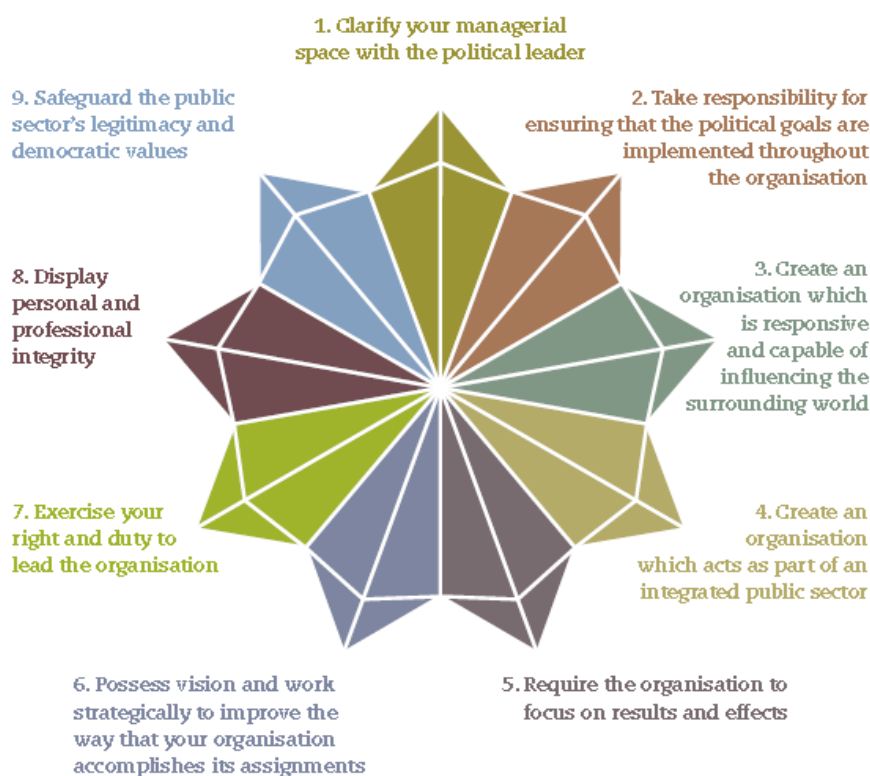 1. Clarify your managerial
space with the political leader
2. Take responsibility for
ensuring that the political goals are
implemented throughout
the organisation
3. Create an
organisation which
is responsive
and capable of
influencing the
surrounding world
4. Create an
organisation
which acts as part of an
integrated public sector
5. Require the organisation to
focus on results and effects
6. Possess vision and work
strategically to improve the
way that your organisation
accomplishes its assignments
7. Exercise your
right and duty to
lead the organisation
8. Display
personal and
professional
integrity
9. Safeguard the public
sector's legitimacy and
democratic values